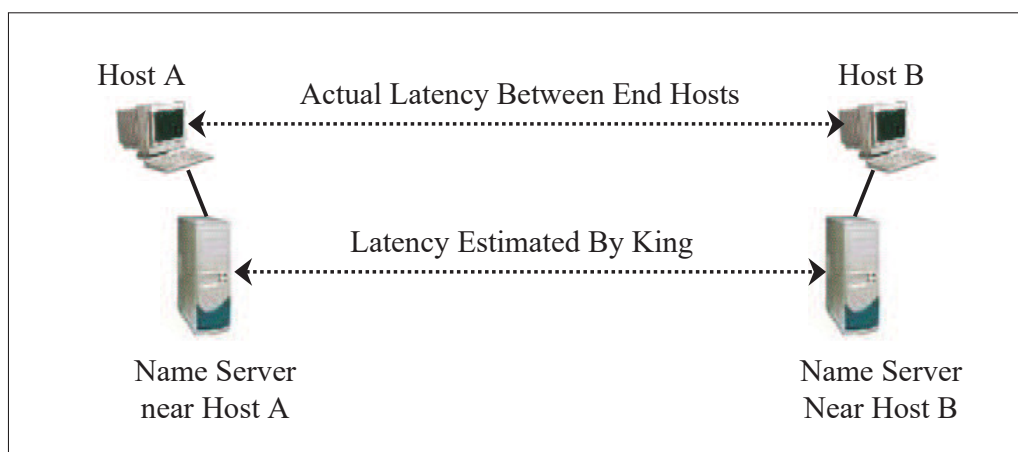 Host A
Host B
Actual Latency Between End Hosts
Latency Estimated By King
Name Server
near Host A
Name Server
Near Host B